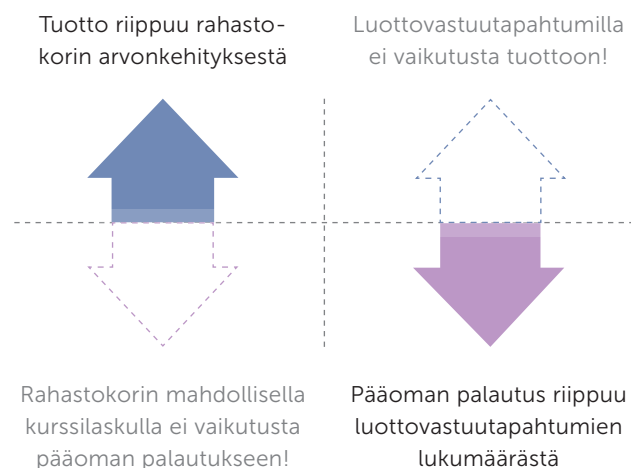 Tuotto riippuu rahasto-
korin arvonkehityksestä
Luottovastuutapahtumilla
ei vaikutusta tuottoon!
Rahastokorin mahdollisella
kurssilaskulla ei vaikutusta
pääoman palautukseen!
Pääoman palautus riippuu
luottovastuutapahtumien
lukumäärästä